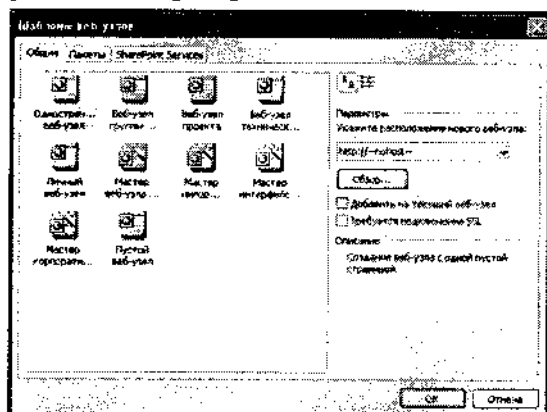 Шаблоны веб-узлов
Общие Пакеты SharePoint Services
Одностран... веб-узел
Веб-узел группы ...
Веб-узел проекта
Веб-узел техническ...
Личный веб-узел
Мастер веб-узла ...
Мастер
Мастер интерфейс...
Мастер корпорати...
Пустой веб-узел
Параметры
Укажите расположение нового веб-узла:
Обзор...
Добавить на текущий веб-узел
Требуется подключение SSL
Описание
Создание веб-узла с одной пустой
страницей.
ОК
Отмена